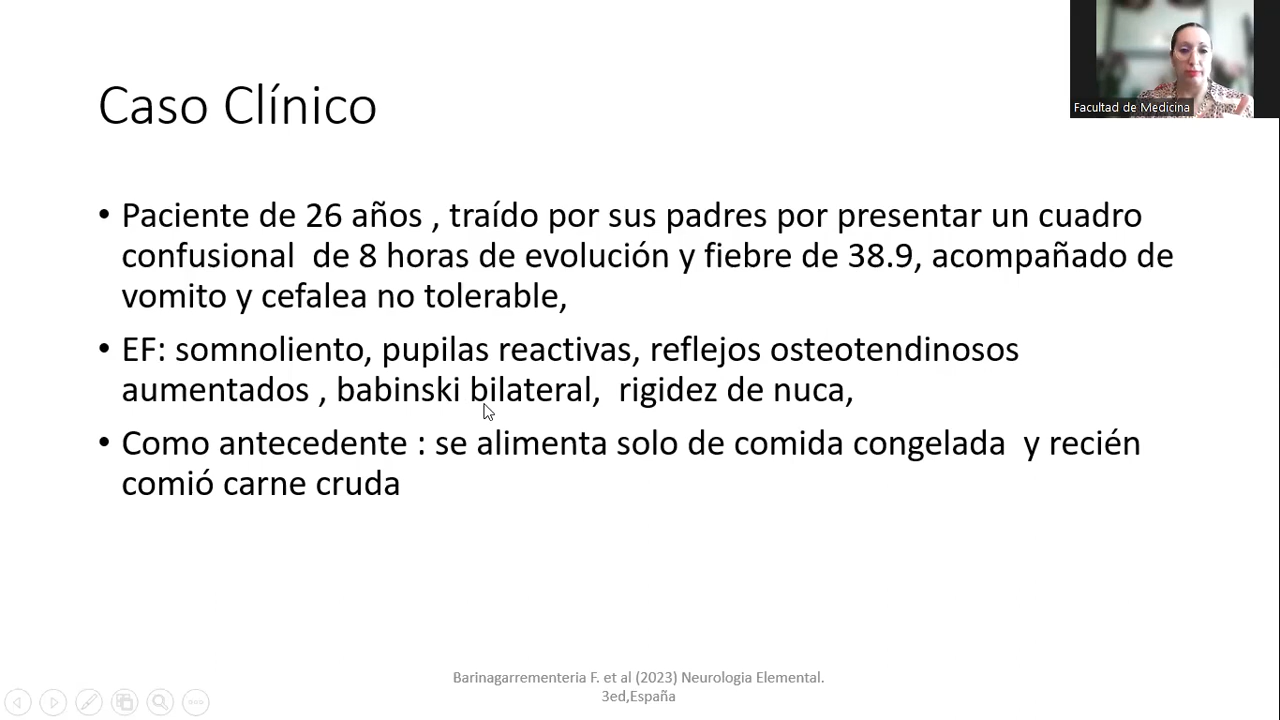 Facultad de Medicina
Caso Clínico
• Paciente de 26 años , traído por sus padres por presentar un cuadro
confusional  de 8 horas de evolución y fiebre de 38.9, acompañado de
vomito y cefalea no tolerable,
• EF: somnoliento, pupilas reactivas, reflejos osteotendinosos
aumentados , babinski bilateral,  rigidez de nuca,
• Como antecedente : se alimenta solo de comida congelada  y recién
comió carne cruda
Barinagarrementeria F. et al (2023) Neurologia Elemental.
3ed,España